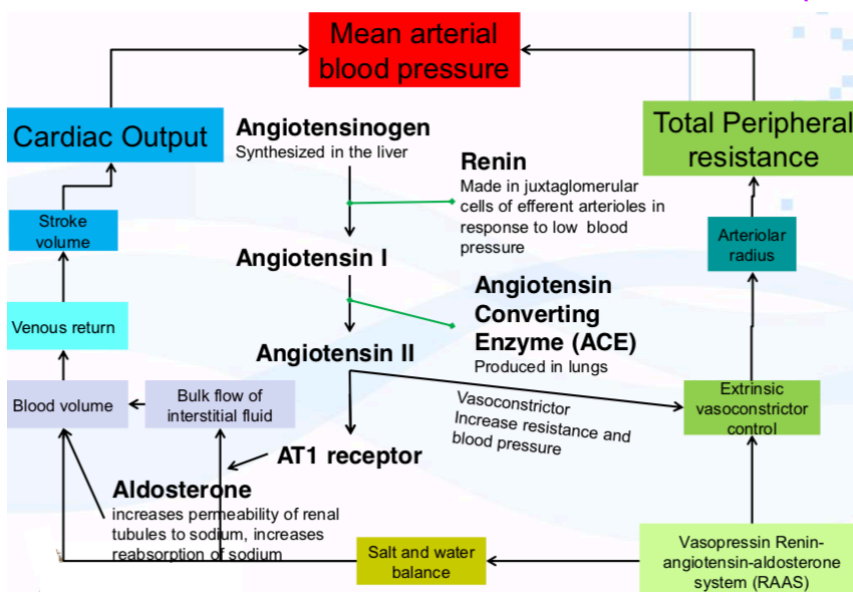 Mean arterial
blood pressure
Cardiac Output
Total Peripheral
resistance
Angiotensinogen
Synthesized in the liver
Renin
Made in juxtaglomerular
cells of efferent arterioles in
response to low blood
pressure
Stroke
volume
Arteriolar
radius
Angiotensin I
Angiotensin
Converting
Enzyme (ACE)
Produced in lungs
Venous return
Angiotensin II
Blood volume
Bulk flow of
interstitial fluid
Vasoconstrictor
Increase resistance and
blood pressure
Extrinsic
vasoconstrictor
control
AT1 receptor
Aldosterone
increases permeability of renal
tubules to sodium, increases
reabsorption of sodium
Salt and water
balance
Vasopressin Renin-
angiotensin-aldosterone
system (RAAS)